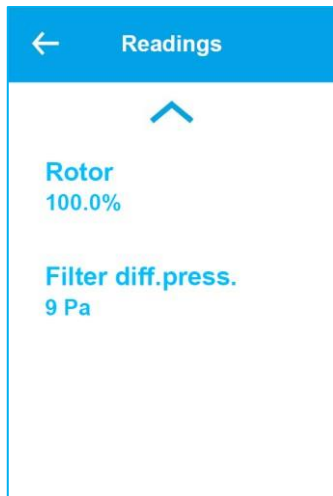 Readings
Rotor
100.0%
Filter diff.press.
9 Pa